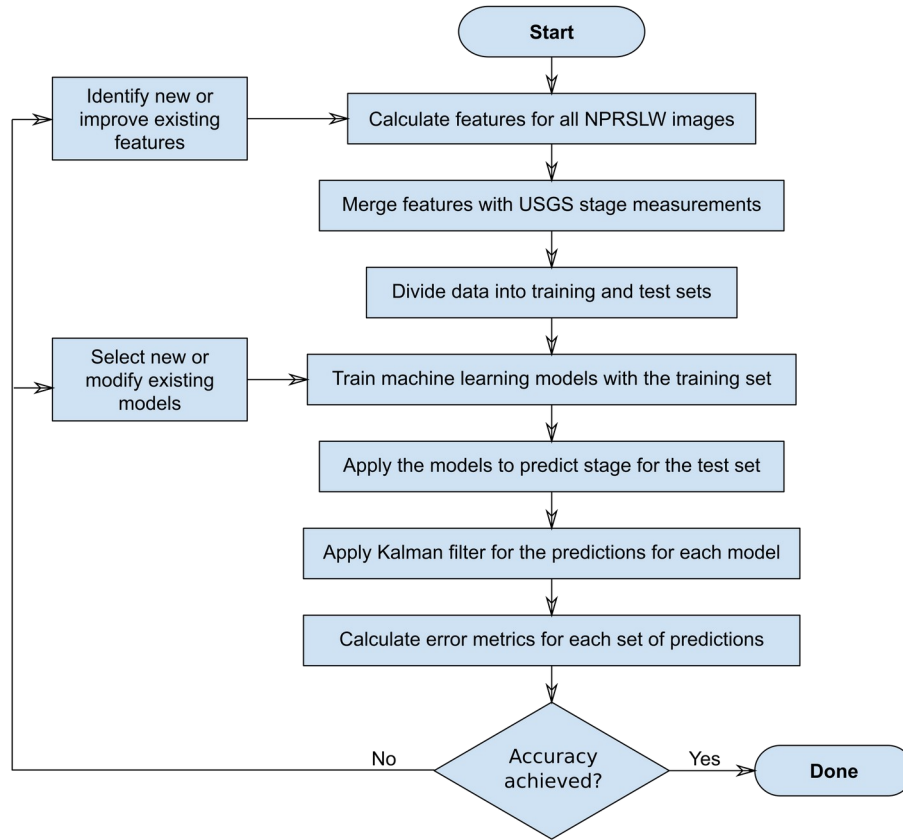 Start
Identify new or
improve existing
features
Calculate features for all NPRSLW images
Merge features with USGS stage measurements
Divide data into training and test sets
Select new or
modify existing
models
Train machine learning models with the training set
Apply the models to predict stage for the test set
Apply Kalman filter for the predictions for each model
Calculate error metrics for each set of predictions
Accuracy
achieved?
No
Yes
Done